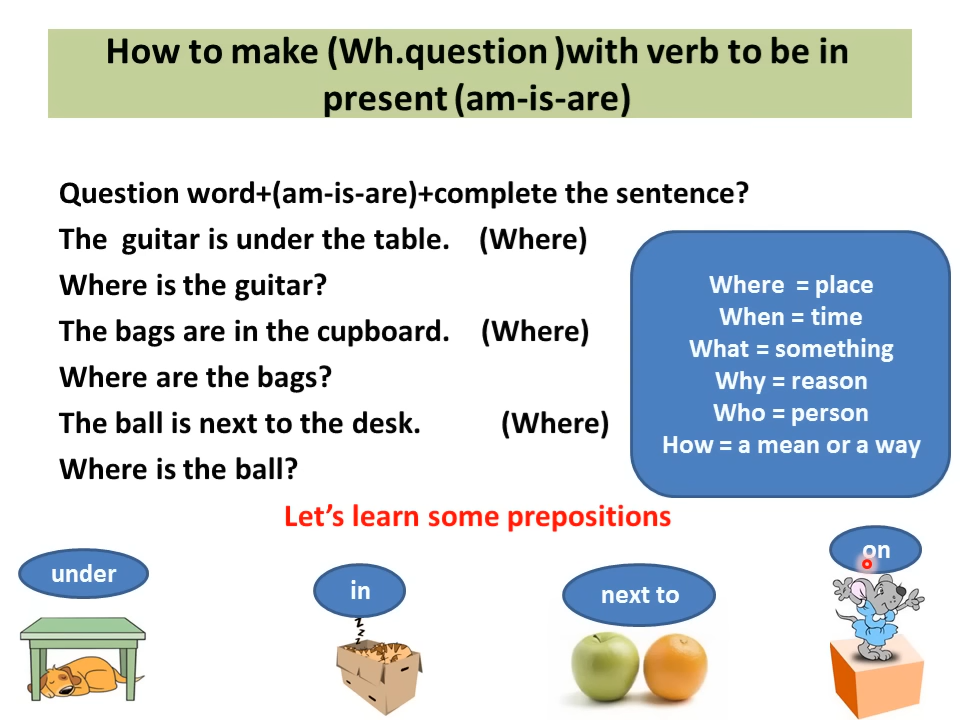 How to make (Wh.question )with verb to be in
present (am-is-are)
Question word+(am-is-are)+complete the sentence?
The  guitar is under the table.    (Where)
Where is the guitar?
The bags are in the cupboard.    (Where)
Where are the bags?
The ball is next to the desk.          (Where)
Where is the ball?
Where  = place
When = time
What = something
Why = reason
Who = person
How = a mean or a way
Let’s learn some prepositions
under
in
next to
on
z
z
z